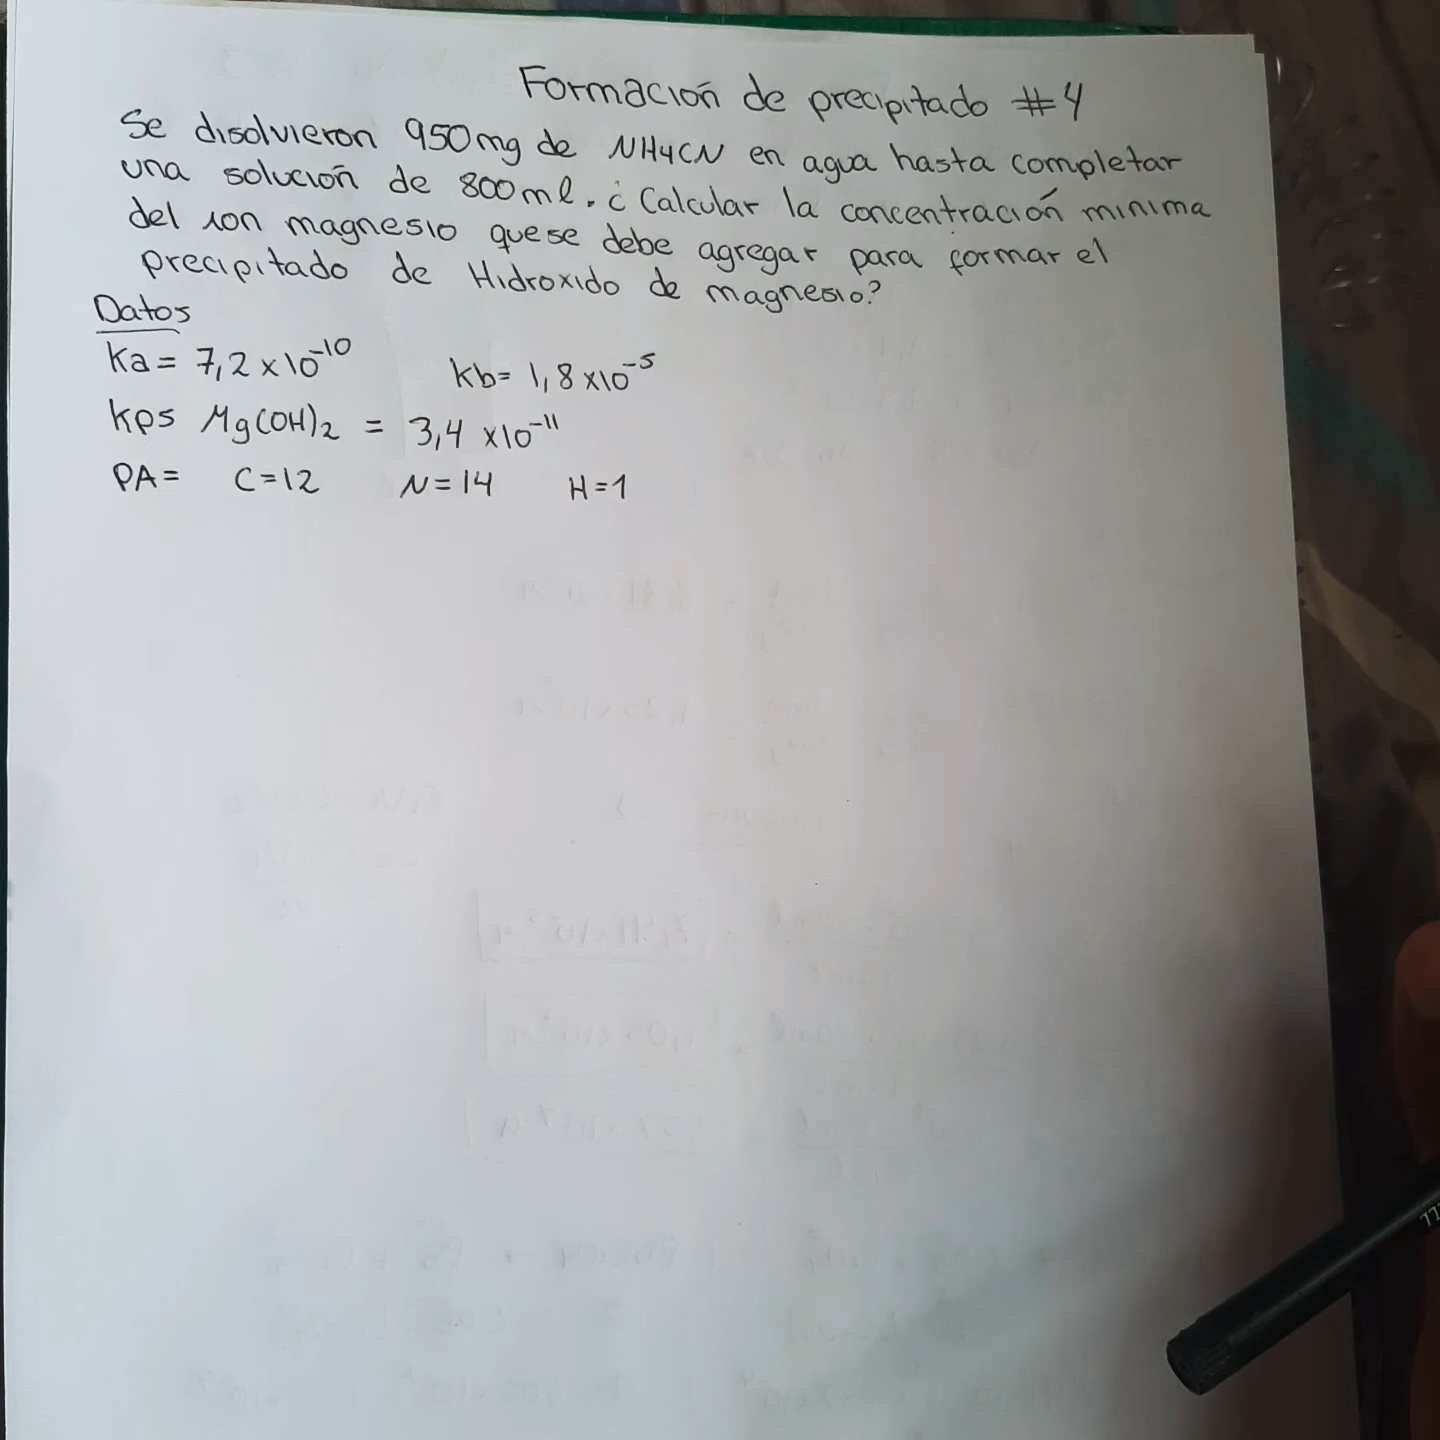 Formación de precipitado #4
Se disolvieron 950mg de NH4CN en agua hasta completar
una solución de 800ml. ¿ Calcular la concentración minima
del ion magnesio que se debe agregar para formar el
precipitado de Hidroxido de magnesio?
Datos
Ka = 7,2 x10⁻¹⁰ Kb= 1,8 x10⁻⁵
Kps Mg(OH)₂ = 3,4 x10⁻¹¹
PA= C=12 N=14 H=1